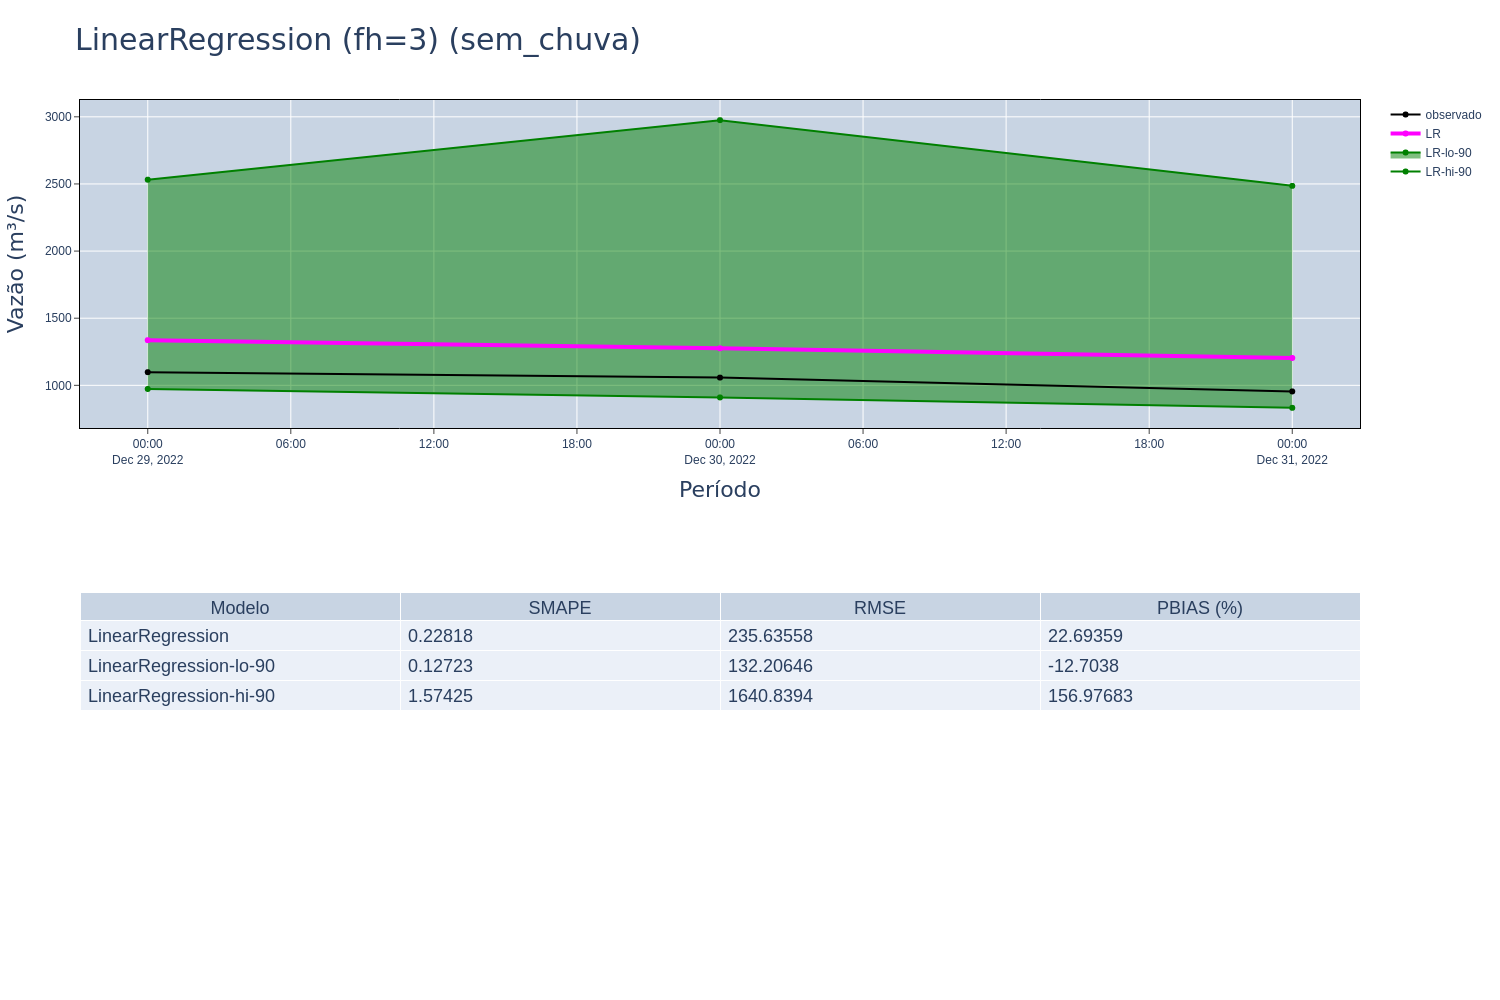 LinearRegression (fh=3) (sem_chuva)
3000
2500
2000
1500
1000
Vazão (m³/s)
00:00 06:00 12:00 18:00 00:00 06:00 12:00 18:00 00:00
Dec 29, 2022 Dec 30, 2022 Dec 31, 2022
Período
observado
LR
LR-lo-90
LR-hi-90
Modelo SMAPE RMSE PBIAS (%)
LinearRegression 0.22818 235.63558 22.69359
LinearRegression-lo-90 0.12723 132.20646 -12.7038
LinearRegression-hi-90 1.57425 1640.8394 156.97683